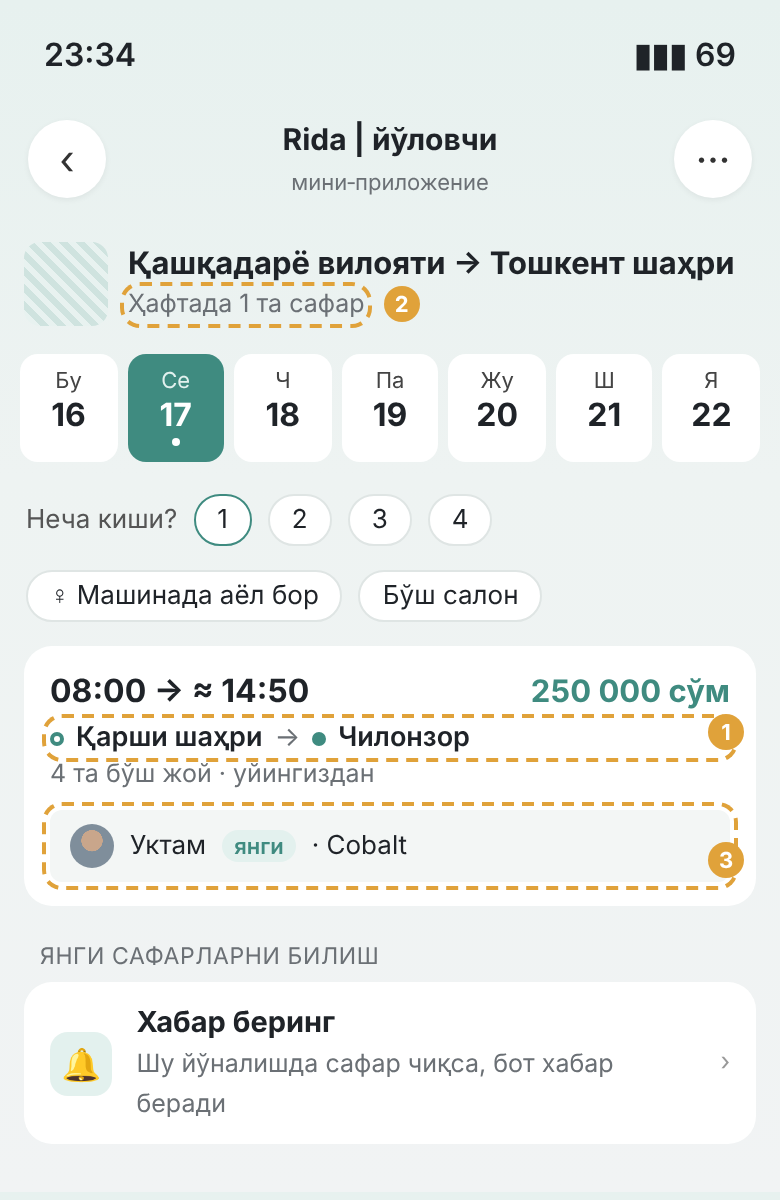 23:34 69
Rida | йўловчи
мини-приложение
Қашқадарё вилояти → Тошкент шаҳри
Ҳафтада 1 та сафар 2
Бу Се Ч Па Жу Ш Я
16 17 18 19 20 21 22
Неча киши? 1 2 3 4
♀ Машинада аёл бор Бўш салон
08:00 → ≈ 14:50 250 000 сўм
Қарши шаҳри → Чилонзор 1
4 та бўш жой · уйингиздан
Уктам янги · Cobalt 3
ЯНГИ САФАРЛАРНИ БИЛИШ
Хабар беринг
Шу йўналишда сафар чиқса, бот хабар
беради